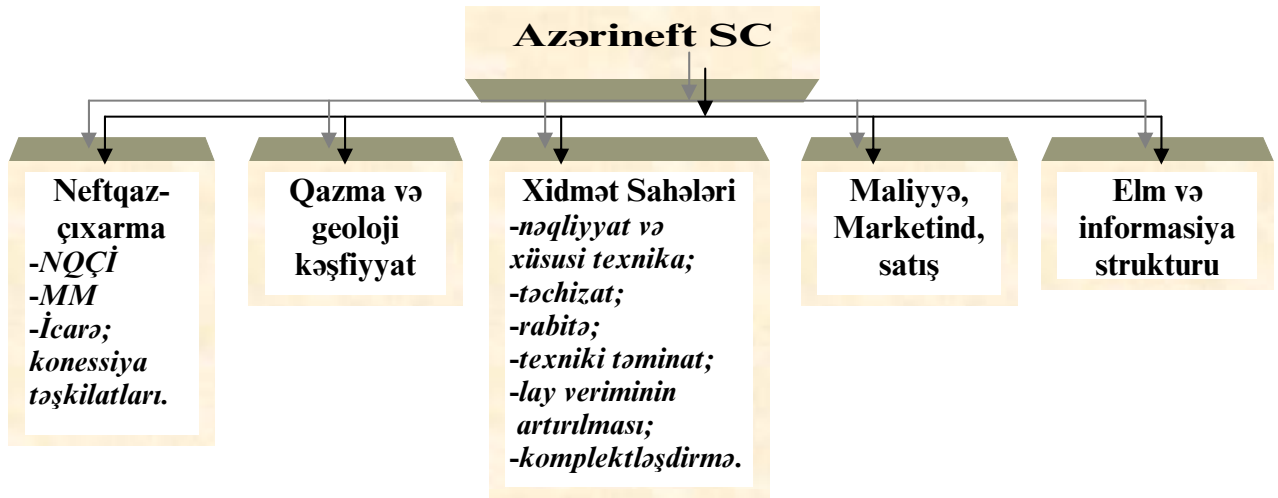 Azərineft SC
Neftqaz-
çıxarma
-NQÇİ
-MM
-İcarə;
konessiya
təşkilatları.
Qazma və
geoloji
kəşfiyyat
Xidmət Sahələri
-nəqliyyat və
xüsusi texnika;
-təchizat;
-rabitə;
-texniki təminat;
-lay veriminin
artırılması;
-komplektləşdirmə.
Maliyyə,
Marketind,
satış
Elm və
informasiya
strukturu